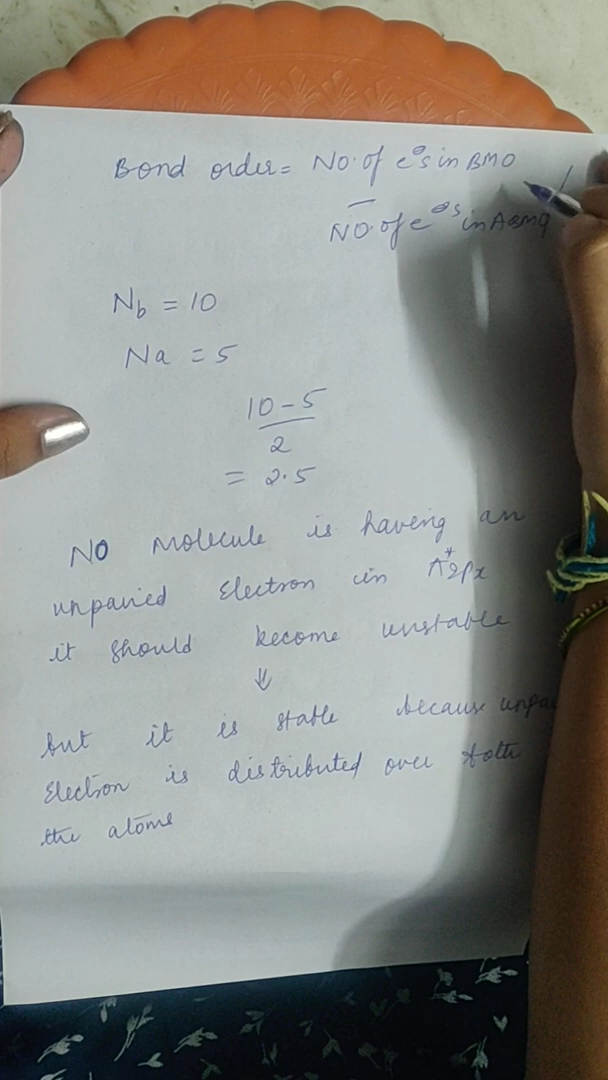 Bond order = NO. of e⊖s in BMO
– NO. of e⊖s in ABMO /
Nb = 10
Na = 5
10 - 5
2
= 2.5
NO Molecule is having an
unparied Electron in π*2px
it should become unstable
⇓
but it is stable because unpa
Electron is distributed over both
the atoms